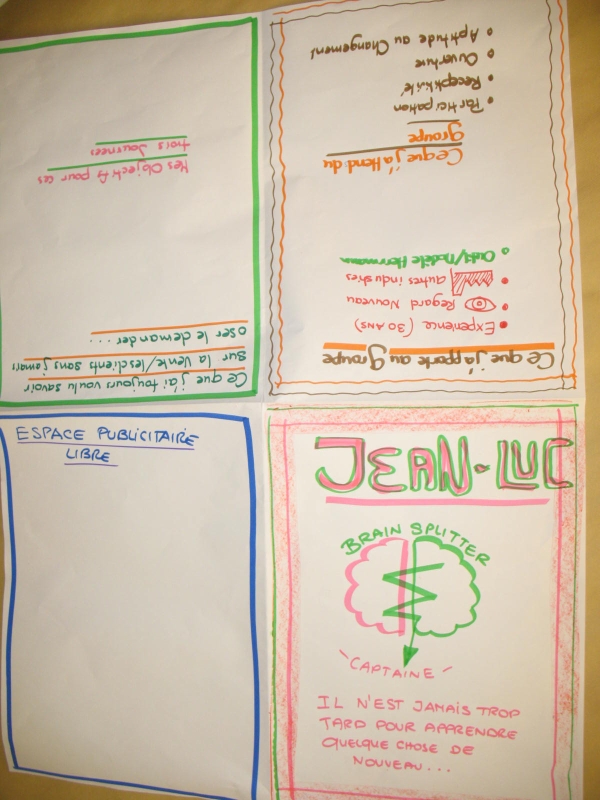 JEAN-LUC
BRAIN SPLITTER
"CAPTAINE"
IL N'EST JAMAIS TROP
TARD POUR APPRENDRE
QUELQUE CHOSE DE
NOUVEAU...
ESPACE PUBLICITAIRE
LIBRE
Ce que j'apporte au Groupe
• Experience (30 ANS)
• Regard Nouveau
• autres industries
• Outil/Modèle Herrmann
Ce que j'attend du
groupe
• Participation
• Receptivité
• Ouverture
• Aptitude au Changement
Ce que j'ai toujours voulu savoir
sur la vente/les clients sans jamais
oser le demander...
Mes Objectifs pour ces
trois Journées